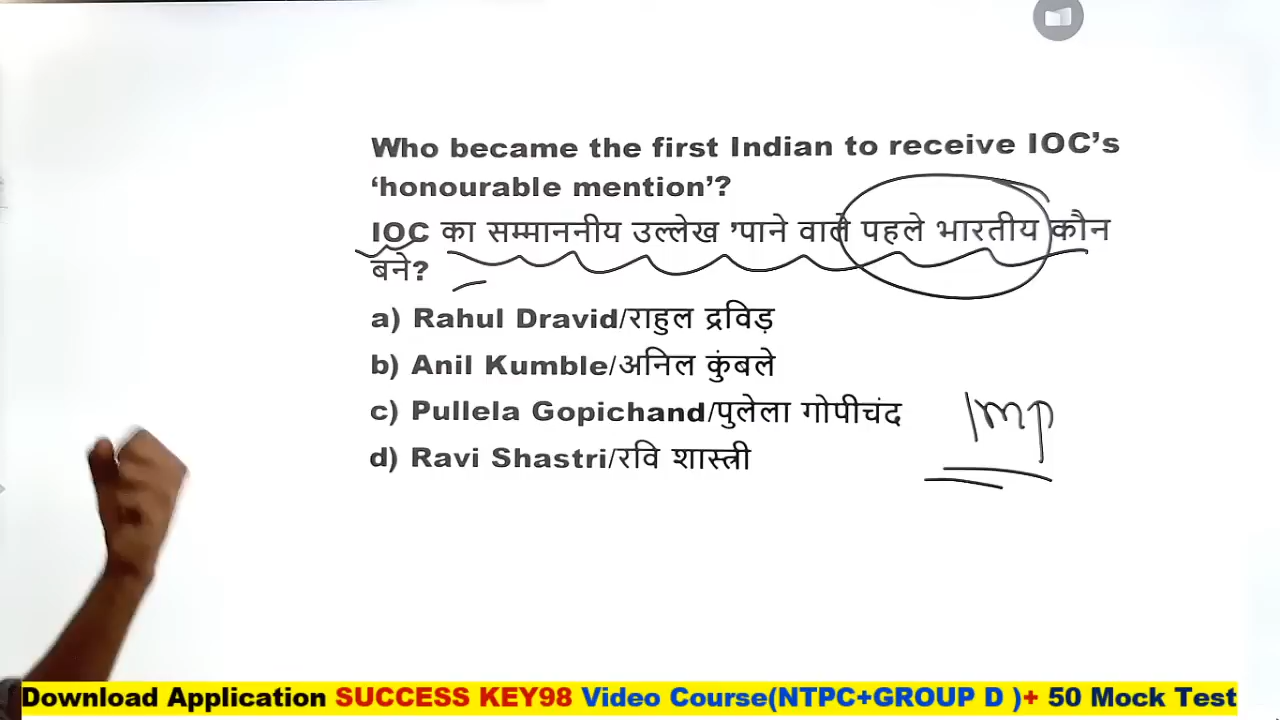 Who became the first Indian to receive IOC’s
‘honourable mention’?
IOC का सम्माननीय उल्लेख ’पाने वाले पहले भारतीय कौन
बने?
a) Rahul Dravid/राहुल द्रविड़
b) Anil Kumble/अनिल कुंबले
c) Pullela Gopichand/पुलेला गोपीचंद
d) Ravi Shastri/रवि शास्त्री
Imp
Download Application SUCCESS KEY98 Video Course(NTPC+GROUP D )+ 50 Mock Test